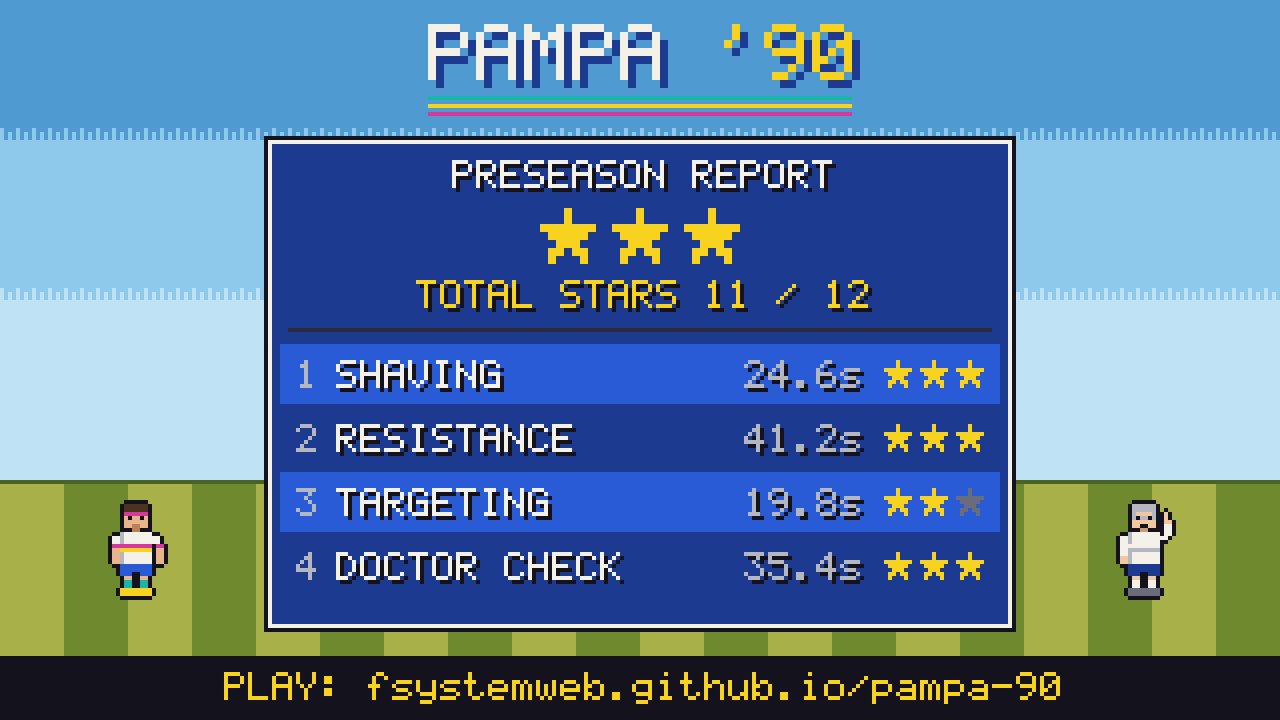 PAMPA '90
PRESEASON REPORT
TOTAL STARS 11 / 12
1 SHAVING 24.6s
2 RESISTANCE 41.2s
3 TARGETING 19.8s
4 DOCTOR CHECK 35.4s
PLAY: fsystemweb.github.io/pampa-90